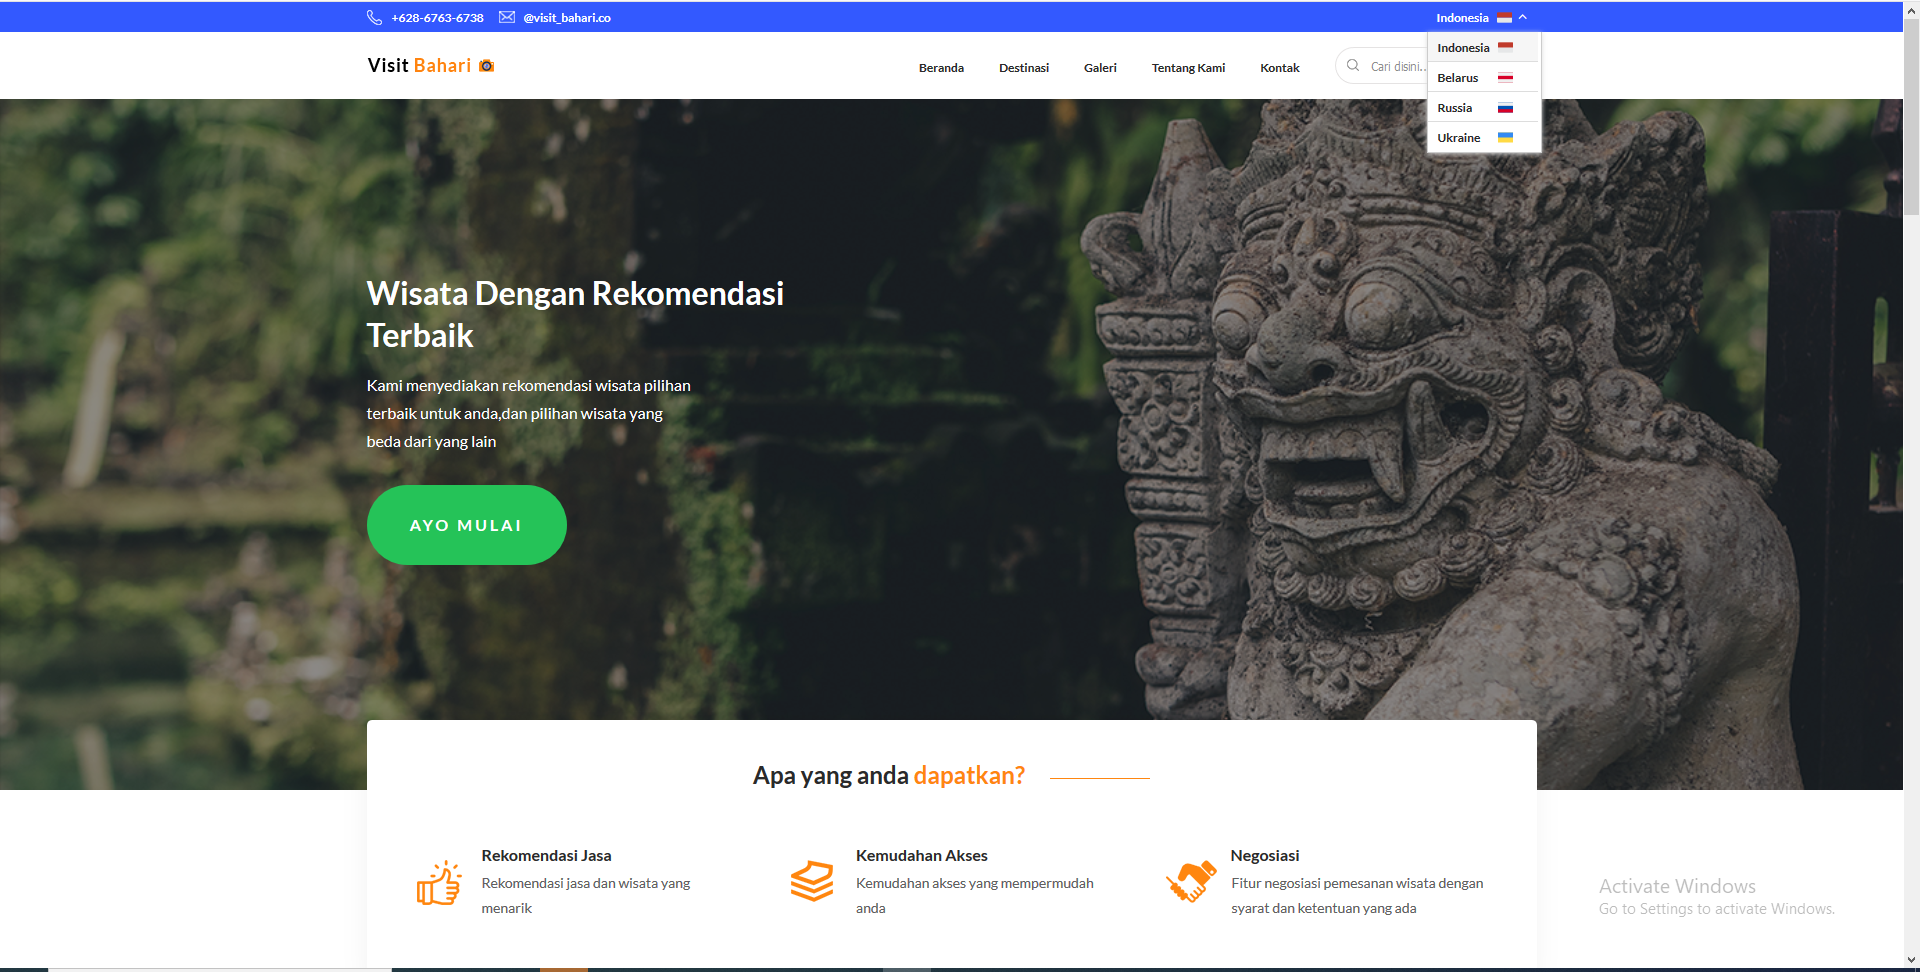 +628-6763-6738 @visit_bahari.co Indonesia
Visit Bahari
Beranda Destinasi Galeri Tentang Kami Kontak
Cari disini..
Indonesia
Belarus
Russia
Ukraine
Wisata Dengan Rekomendasi
Terbaik
Kami menyediakan rekomendasi wisata pilihan
terbaik untuk anda,dan pilihan wisata yang
beda dari yang lain
AYO MULAI
Apa yang anda dapatkan?
Rekomendasi Jasa
Rekomendasi jasa dan wisata yang
menarik
Kemudahan Akses
Kemudahan akses yang mempermudah
anda
Negosiasi
Fitur negosiasi pemesanan wisata dengan
syarat dan ketentuan yang ada
Activate Windows
Go to Settings to activate Windows.